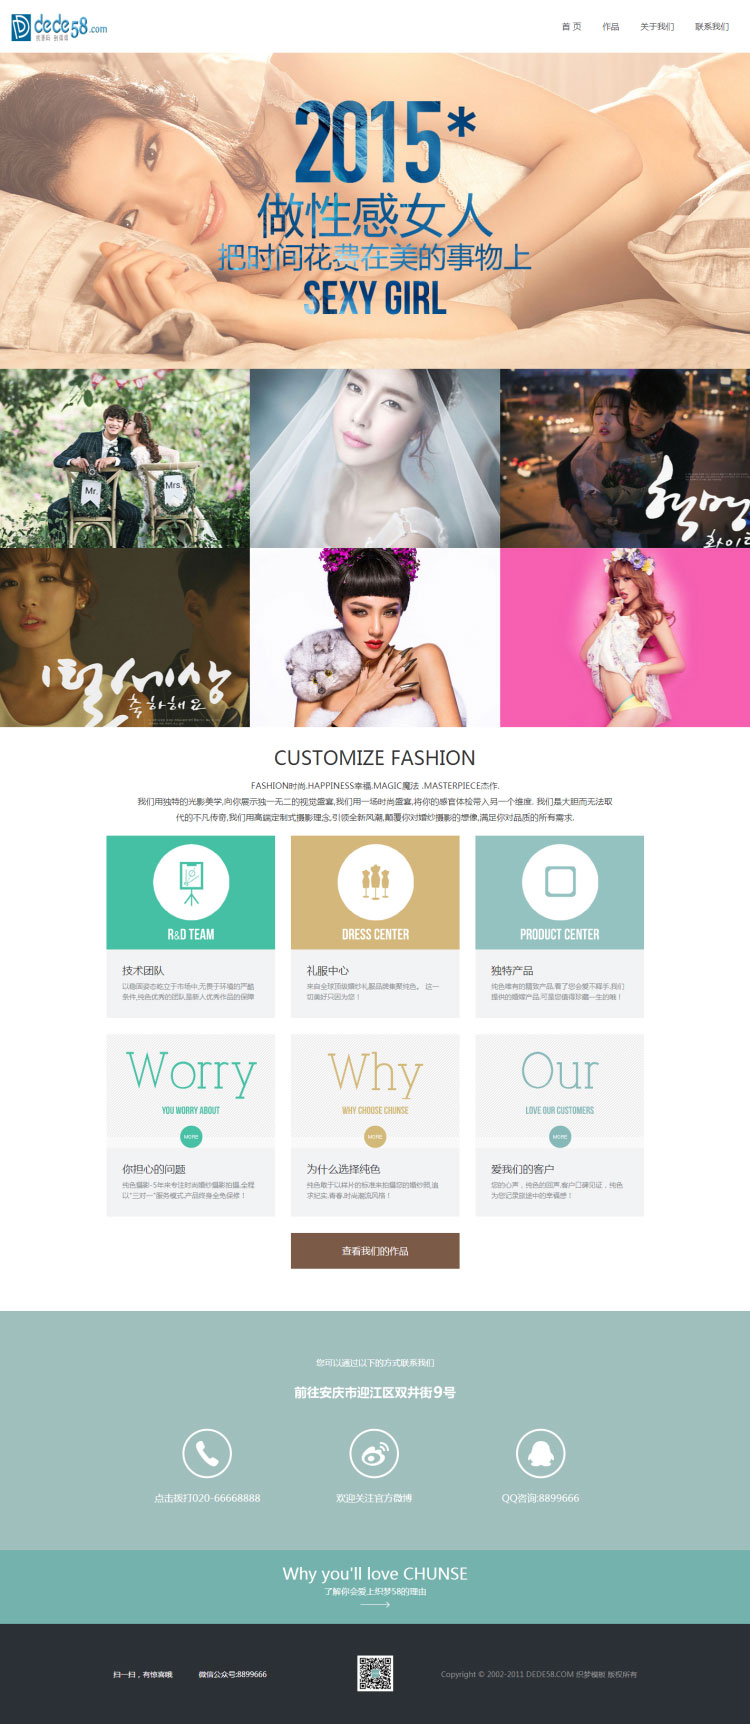 dede58.com
首 页 作品 关于我们 联系我们
2015*
做性感女人
把时间花费在美的事物上
SEXY GIRL
Mr.
Mrs.
축하해요
CUSTOMIZE FASHION
FASHION时尚.HAPPINESS幸福.MAGIC魔法 .MASTERPIECE杰作.
我们用独特的光影美学,向你展示独一无二的视觉盛宴,我们用一场时尚盛宴,将你的感官体验带入另一个维度. 我们是大胆而无法取
代的不凡传奇,我们用高端定制式摄影理念,引领全新风潮,颠覆你对婚纱摄影的想像,满足你对品质的所有需求.
R&D TEAM
DRESS CENTER
PRODUCT CENTER
技术团队
以稳固姿态屹立于市场中,无畏于环境的严酷
条件,纯色优秀的团队是新人优秀作品的保障
礼服中心
来自全球顶级婚纱礼服品牌集聚纯色。 这一
切美好只因为您！
独特产品
纯色唯有的精致产品,看了您会爱不释手,我们
提供的婚嫁产品,可是您值得珍藏一生的哦！
Worry
YOU WORRY ABOUT
MORE
Why
WHY CHOOSE CHUNSE
MORE
Our
LOVE OUR CUSTOMERS
MORE
你担心的问题
纯色摄影-5年来专注时尚婚纱摄影拍摄,全程
以"三对一"服务模式.产品终身全免保修！
为什么选择纯色
纯色敢于以样片的标准来拍摄您的婚纱照,追
求纪实.青春.时尚潮流风格！
爱我们的客户
您的心声，纯色的回声,客户口碑见证，纯色
为您记录旅途中的幸福感！
查看我们的作品
您可以通过以下的方式联系我们
前往安庆市迎江区双井街9号
点击拨打020-66668888
欢迎关注官方微博
QQ咨询:8899666
Why you'll love CHUNSE
了解你会爱上织梦58的理由
扫一扫，有惊喜哦 微信公众号:8899666
Copyright © 2002-2011 DEDE58.COM 织梦模板 版权所有